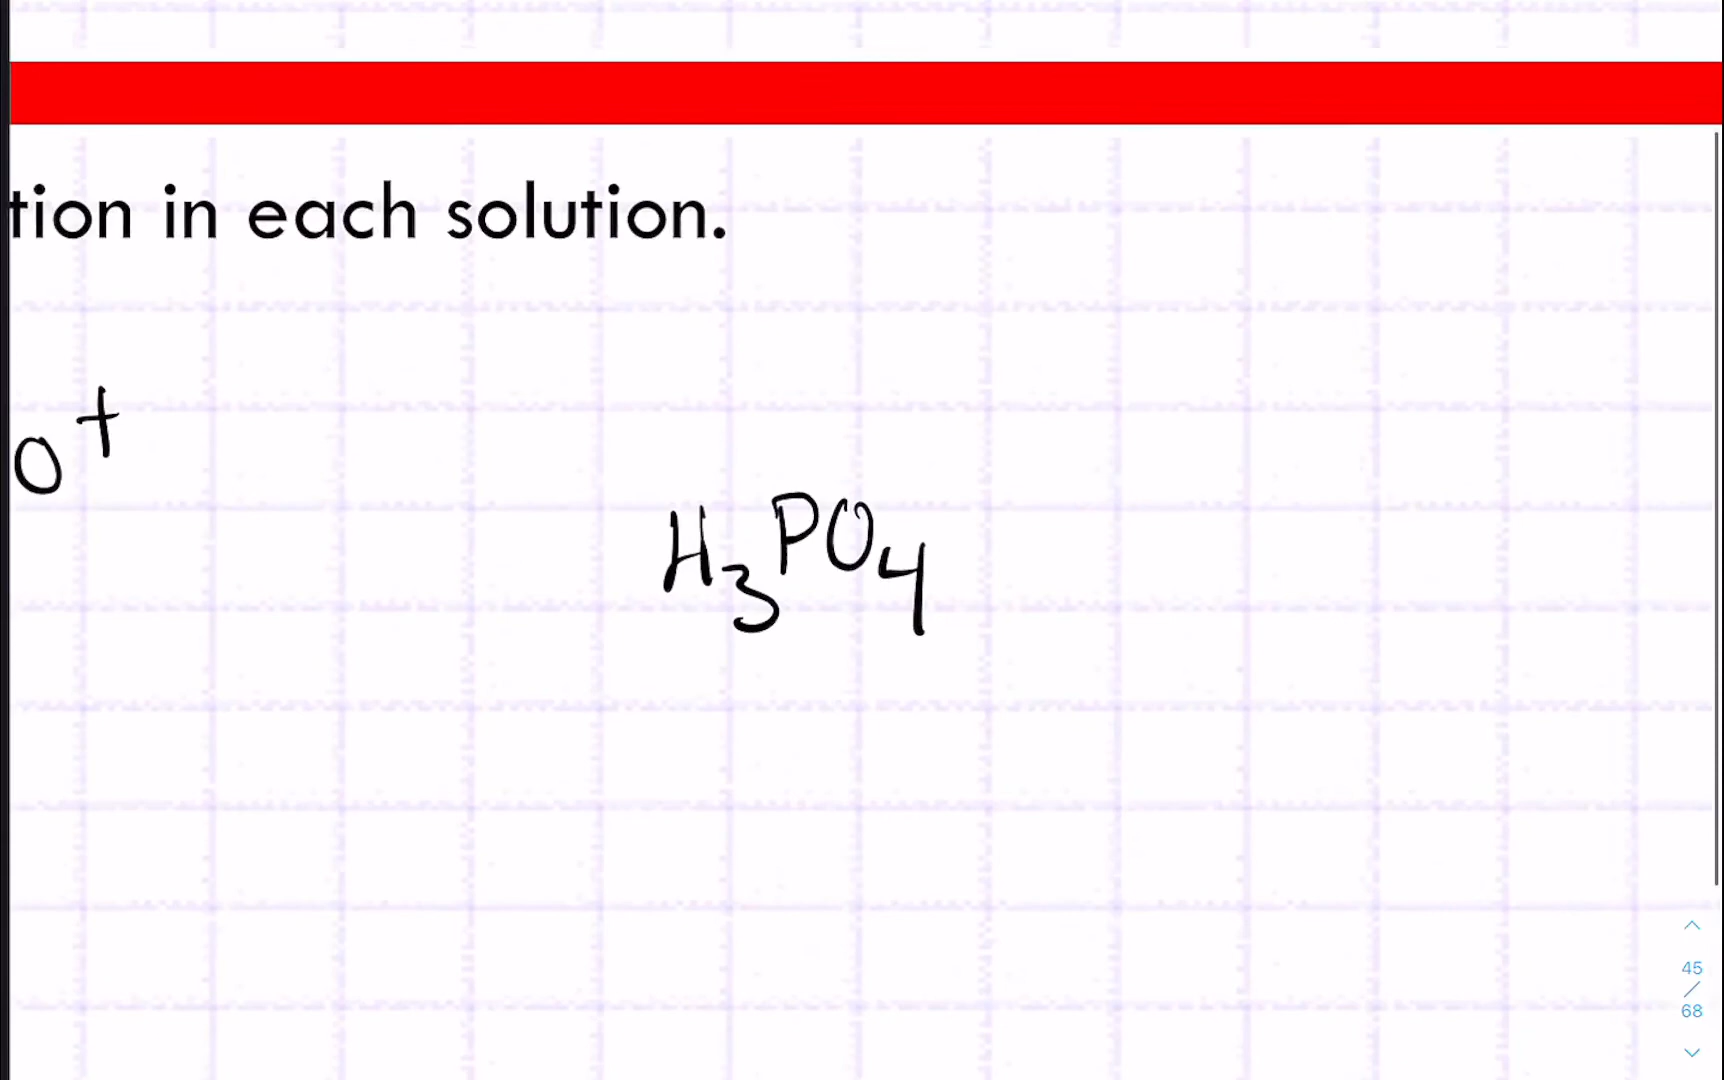 tion in each solution.
O⁺
H₃PO₄
45
/
68